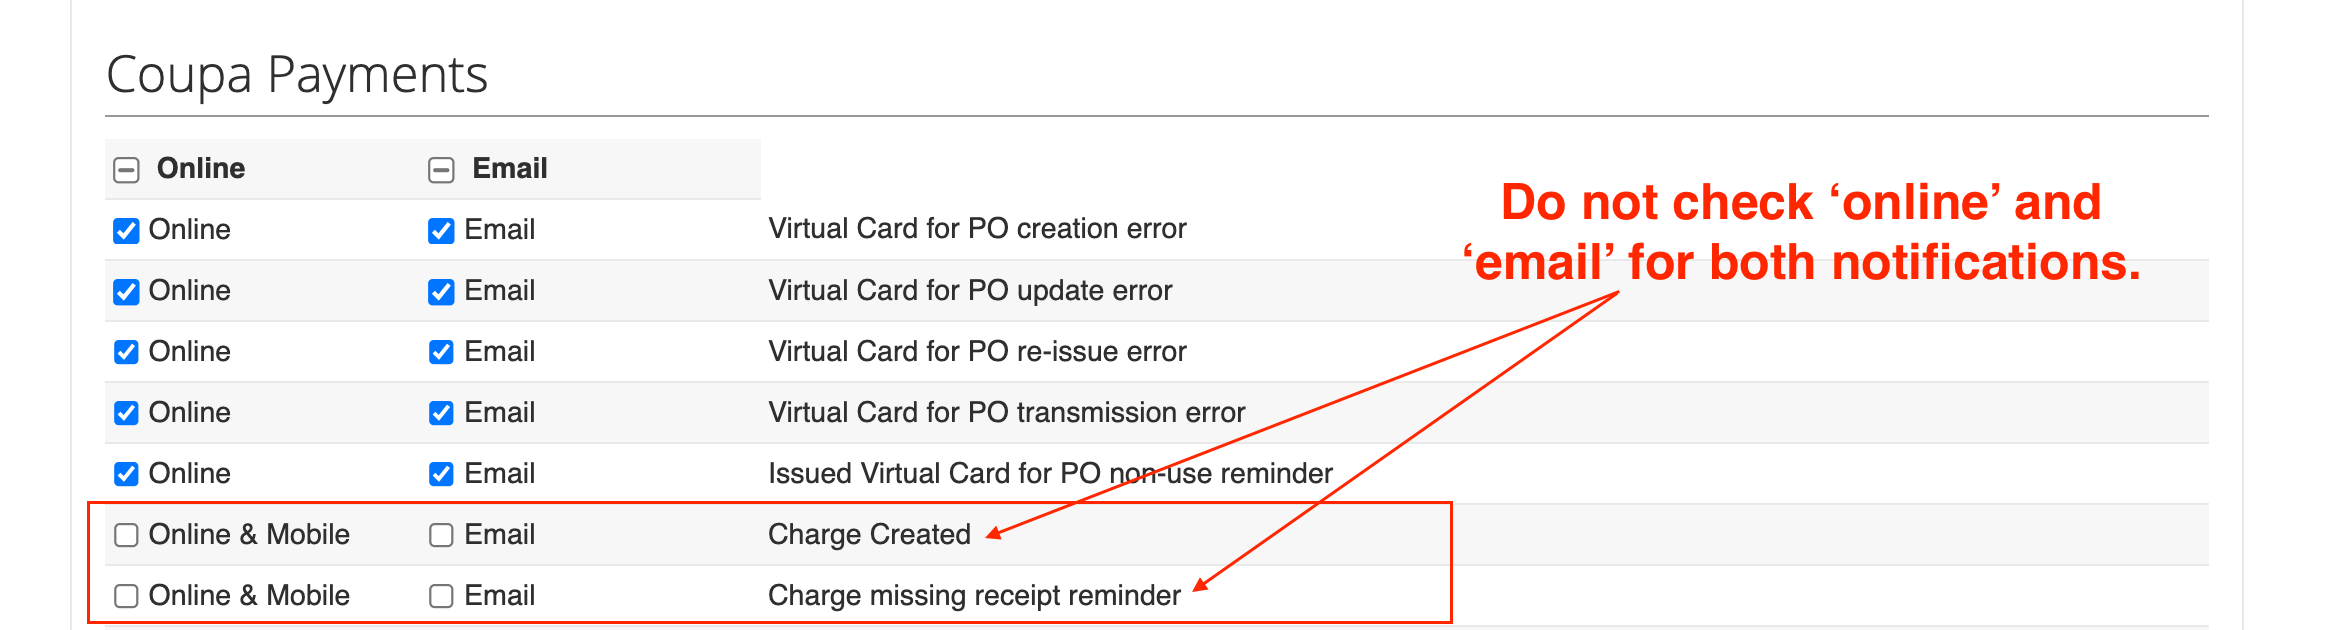 Coupa Payments
Online Email
Do not check ‘online’ and
‘email’ for both notifications.
Online Email Virtual Card for PO creation error
Online Email Virtual Card for PO update error
Online Email Virtual Card for PO re-issue error
Online Email Virtual Card for PO transmission error
Online Email Issued Virtual Card for PO non-use reminder
Online & Mobile Email Charge Created
Online & Mobile Email Charge missing receipt reminder